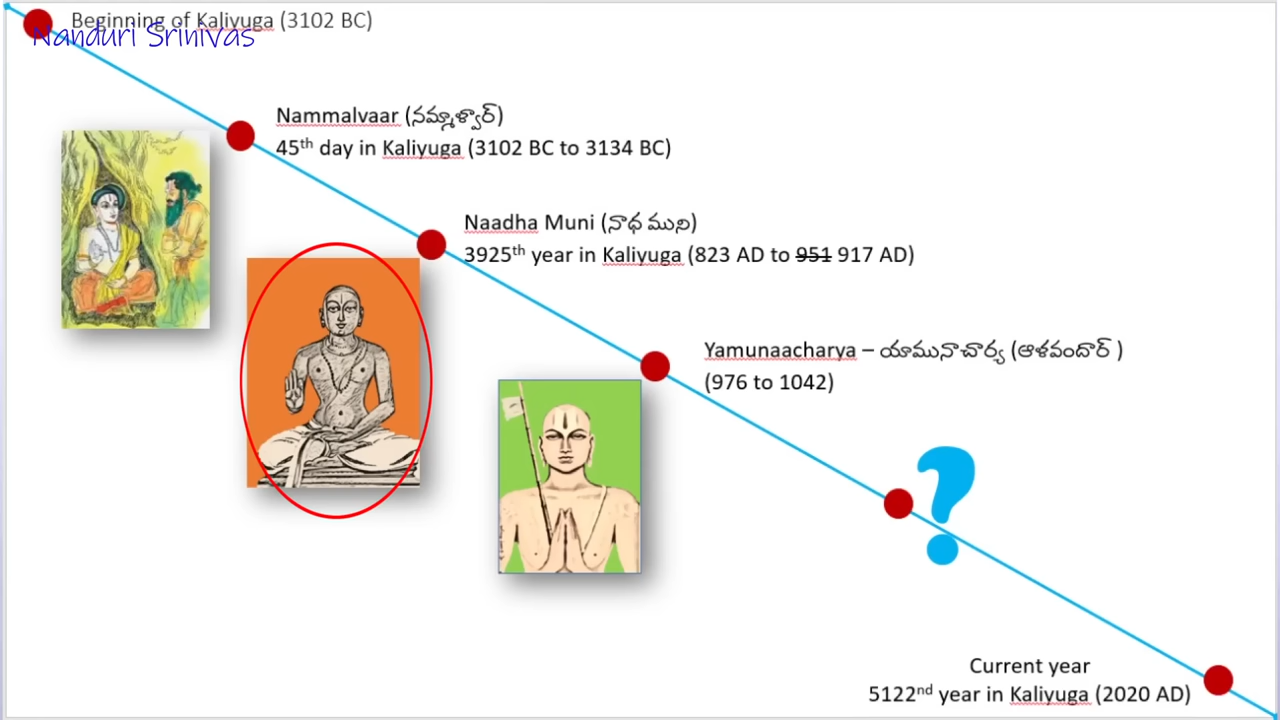 Beginning of Kaliyuga (3102 BC)
Nanduri Srinivas
Nammalvaar (నమ్మాళ్వార్)
45th day in Kaliyuga (3102 BC to 3134 BC)
Naadha Muni (నాధ ముని)
3925th year in Kaliyuga (823 AD to 951 917 AD)
Yamunaacharya – యామునాచార్య (ఆళవందార్ )
(976 to 1042)
?
Current year
5122nd year in Kaliyuga (2020 AD)